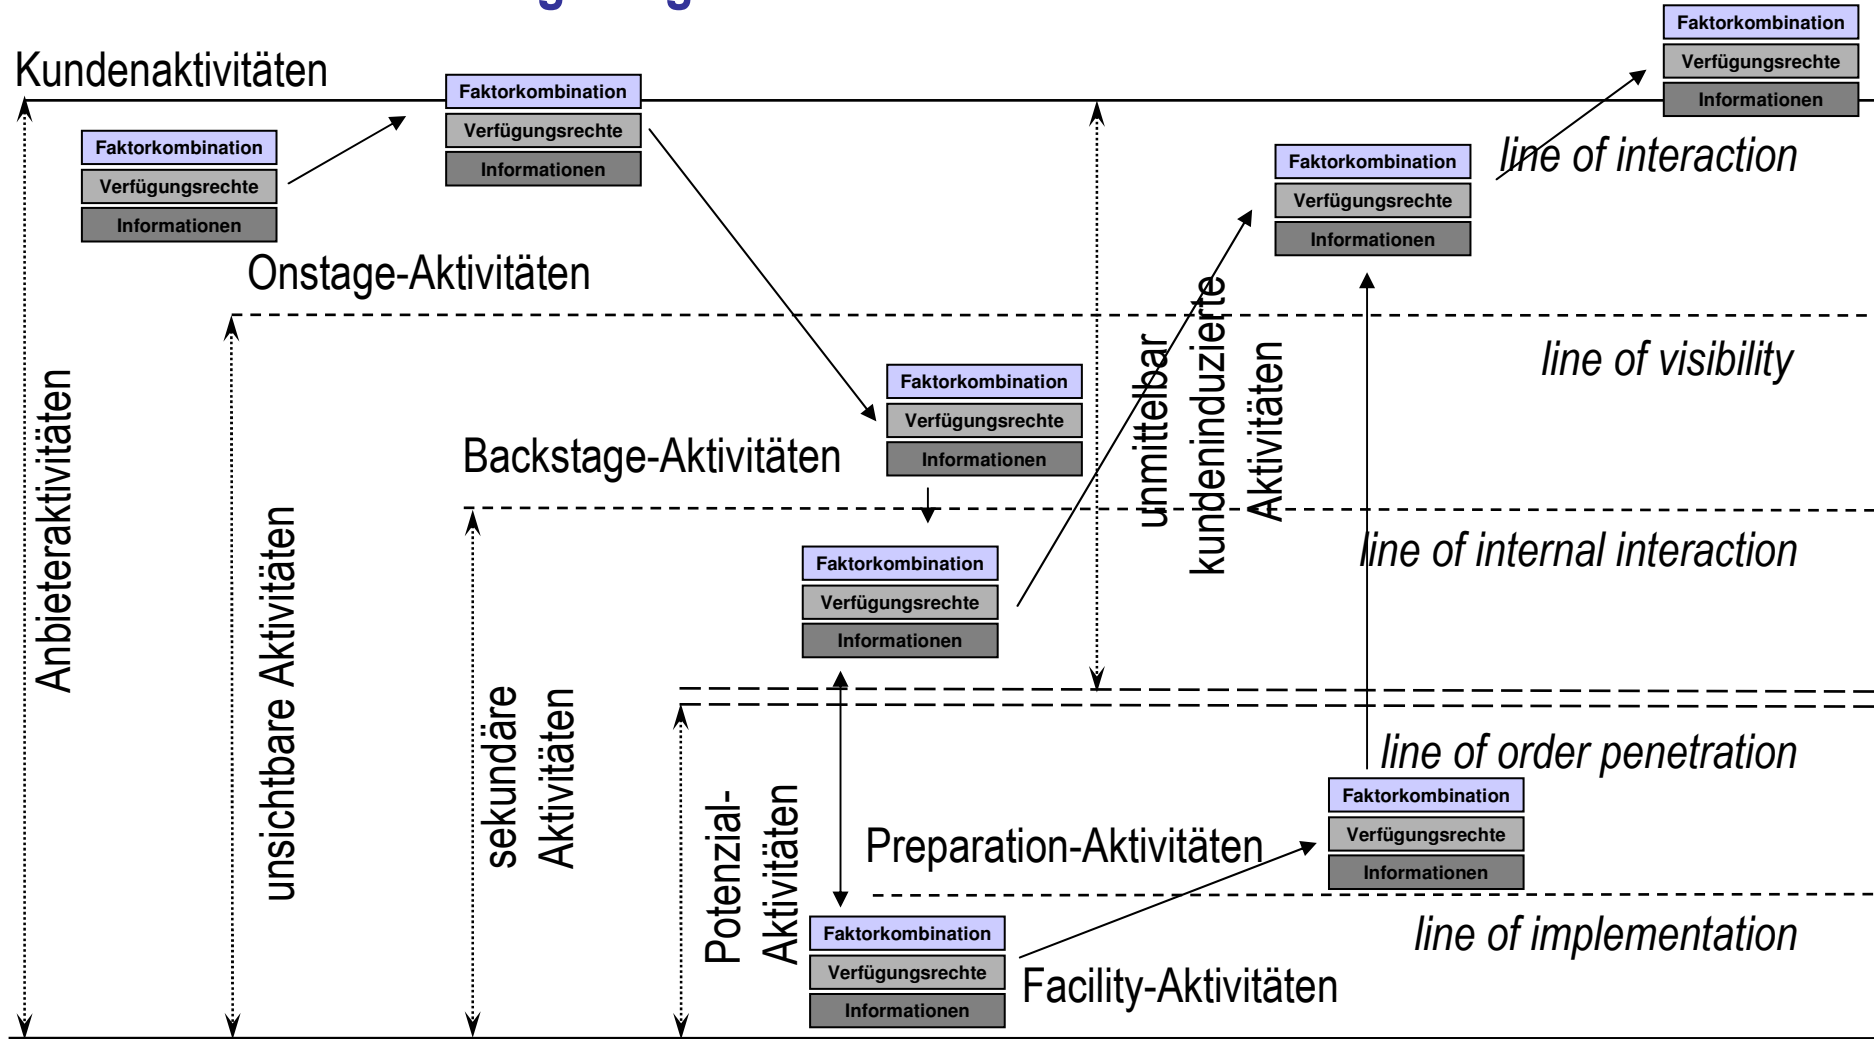 Faktorkombination
Verfügungsrechte
Informationen
Kundenaktivitäten
Faktorkombination
Verfügungsrechte
Informationen
Faktorkombination
Verfügungsrechte
Informationen
Faktorkombination
Verfügungsrechte
Informationen
line of interaction
Onstage-Aktivitäten
line of visibility
Faktorkombination
Verfügungsrechte
Informationen
Backstage-Aktivitäten
unmittelbar
kundeninduzierte
Aktivitäten
line of internal interaction
Faktorkombination
Verfügungsrechte
Informationen
Anbieteraktivitäten
unsichtbare Aktivitäten
sekundäre
Aktivitäten
line of order penetration
Faktorkombination
Verfügungsrechte
Informationen
Potenzial-
Aktivitäten
Preparation-Aktivitäten
line of implementation
Faktorkombination
Verfügungsrechte
Informationen
Facility-Aktivitäten